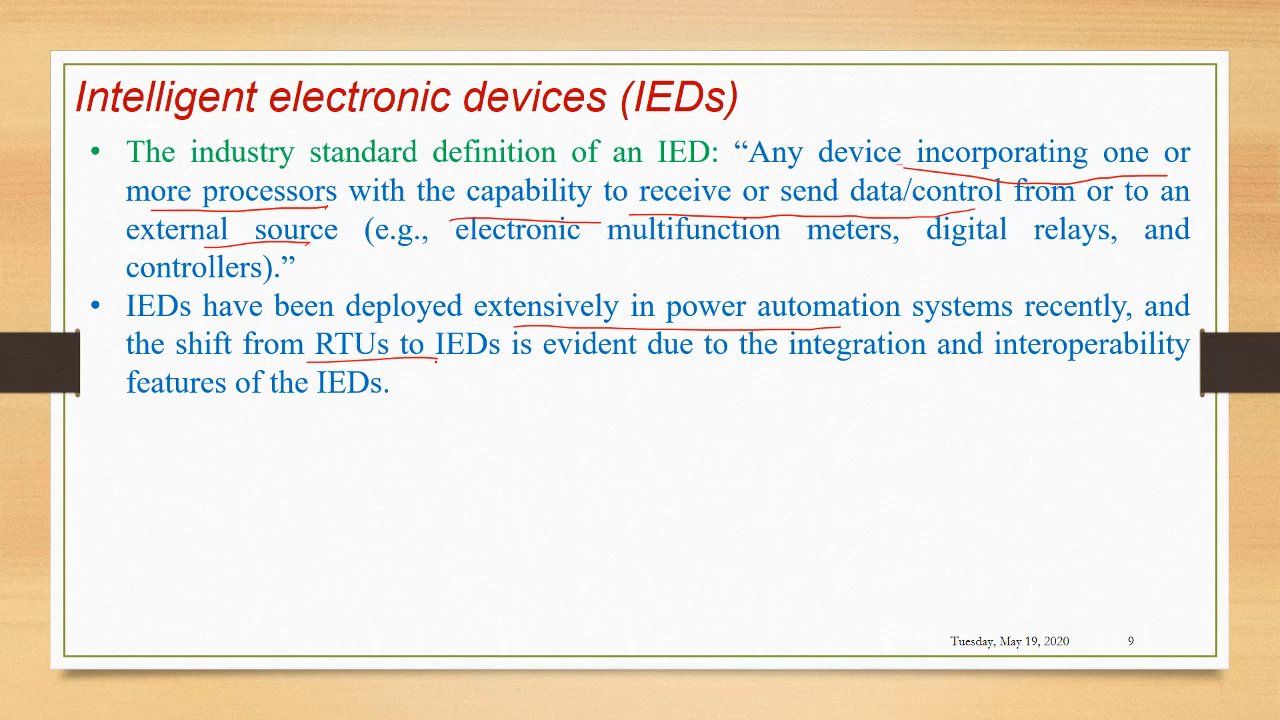 Intelligent electronic devices (IEDs)
• The industry standard definition of an IED: “Any device incorporating one or
more processors with the capability to receive or send data/control from or to an
external source (e.g., electronic multifunction meters, digital relays, and
controllers).”
• IEDs have been deployed extensively in power automation systems recently, and
the shift from RTUs to IEDs is evident due to the integration and interoperability
features of the IEDs.
Tuesday, May 19, 2020 9